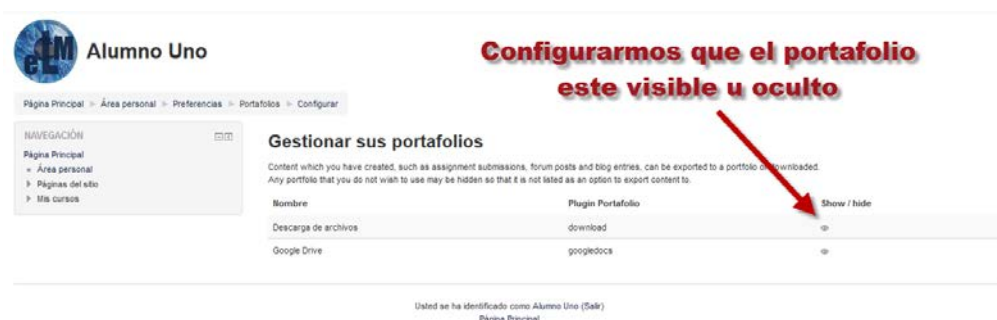 eLM
Alumno Uno
Configurarmos que el portafolio
este visible u oculto
Página Principal ► Área personal ► Preferencias ► Portafolios ► Configurar
NAVEGACIÓN
Página Principal
Área personal
Páginas del sitio
Mis cursos
Gestionar sus portafolios
Content which you have created, such as assignment submissions, forum posts and blog entries, can be exported to a portfolio or downloaded.
Any portfolio that you do not wish to use may be hidden so that it is not listed as an option to export content to.
Nombre Plugin Portafolio Show / hide
Descarga de archivos download
Google Drive googledocs
Usted se ha identificado como Alumno Uno (Salir)
Página Principal